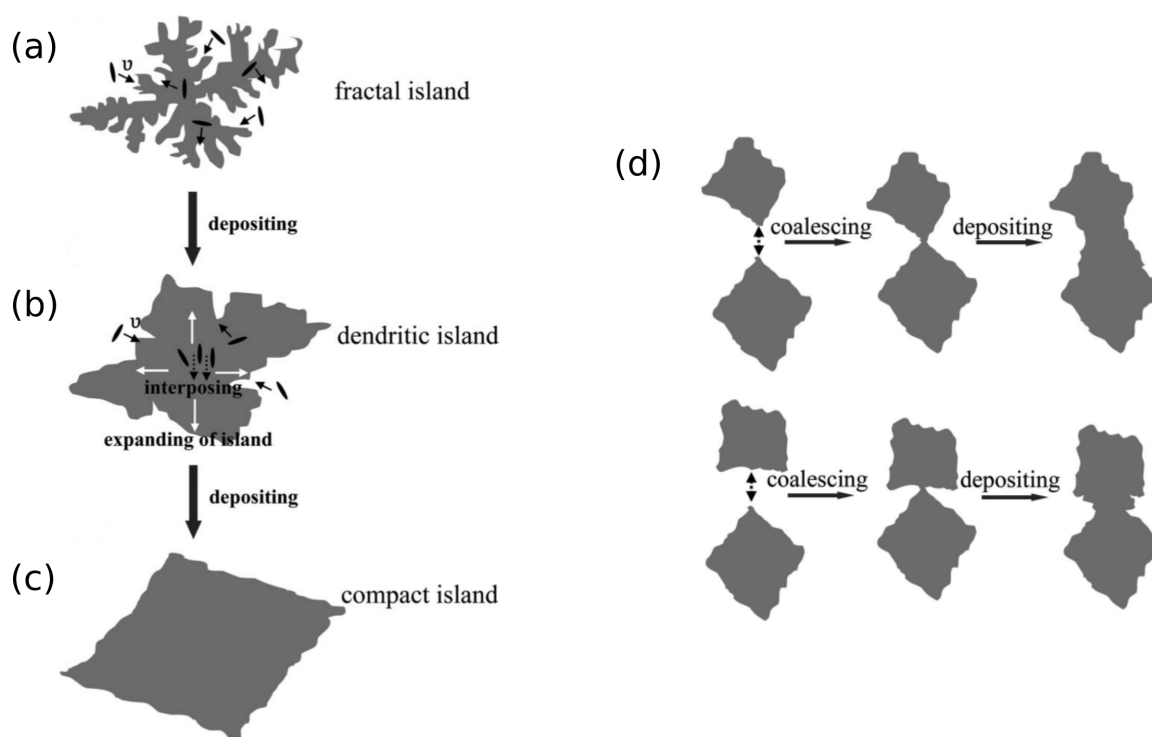 (a)
υ
fractal island
depositing
(b)
υ
dendritic island
interposing
expanding of island
depositing
(c)
compact island
(d)
coalescing
depositing
coalescing
depositing